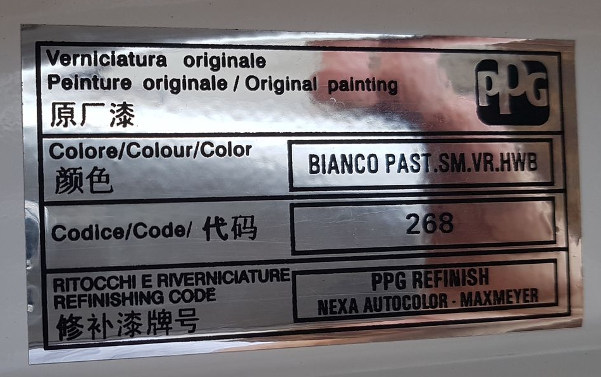 Verniciatura originale
Peinture originale / Original painting
原厂漆
PPG
Colore/Colour/Color
颜色
BIANCO PAST.SM.VR.HWB
Codice/Code/ 代码
268
RITOCCHI E RIVERNICIATURE
REFINISHING CODE
修补漆牌号
PPG REFINISH
NEXA AUTOCOLOR - MAXMEYER